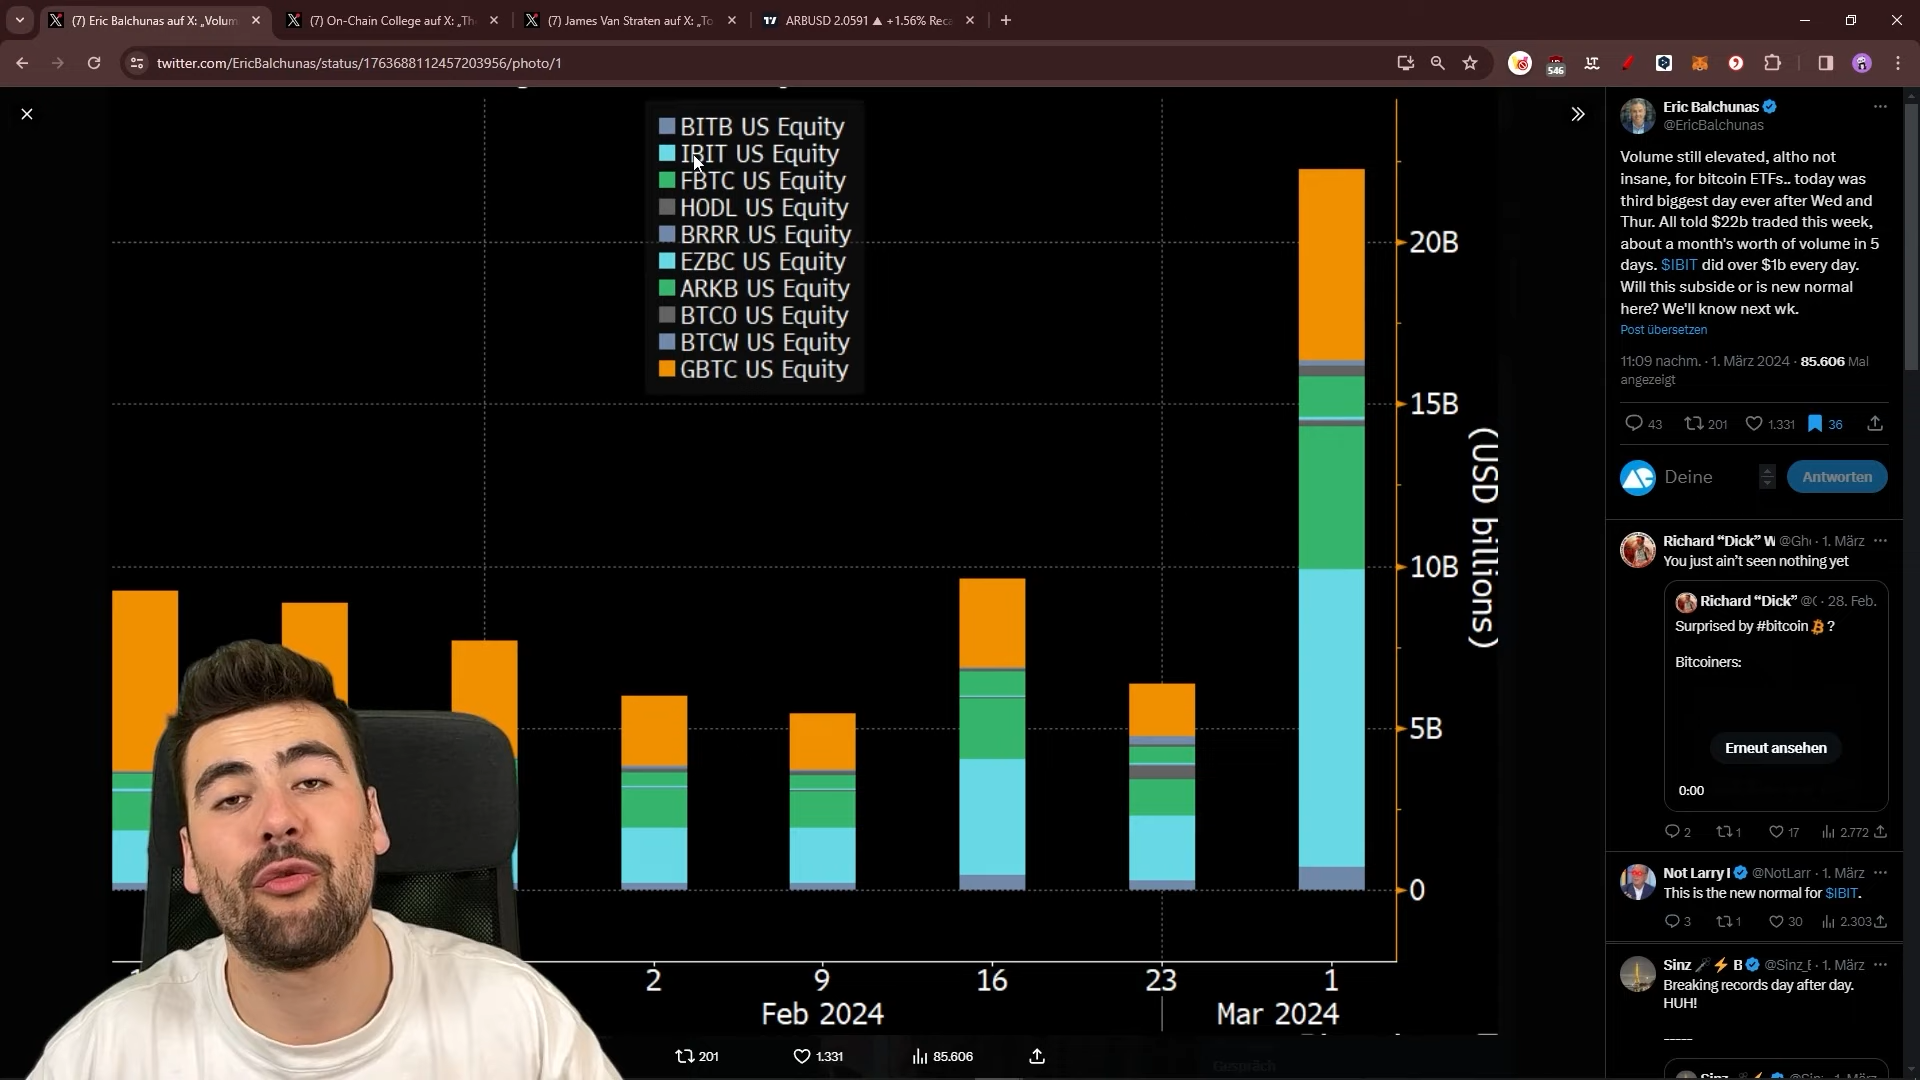 (7) Eric Balchunas auf X: „Volum
(7) On-Chain College auf X: „Th
(7) James Van Straten auf X: „To
ARBUSD 2.0591 ▲ +1.56% Reca
twitter.com/EricBalchunas/status/1763688112457203956/photo/1
546
BITB US Equity
IBIT US Equity
FBTC US Equity
HODL US Equity
BRRR US Equity
EZBC US Equity
ARKB US Equity
BTCO US Equity
BTCW US Equity
GBTC US Equity
20B
15B
10B
5B
0
(USD billions)
2
9
16
23
1
Feb 2024
Mar 2024
201
1.331
85.606
Eric Balchunas
@EricBalchunas
Volume still elevated, altho not
insane, for bitcoin ETFs.. today was
third biggest day ever after Wed and
Thur. All told $22b traded this week,
about a month's worth of volume in 5
days. $IBIT did over $1b every day.
Will this subside or is new normal
here? We'll know next wk.
Post übersetzen
11:09 nachm. · 1. März 2024 · 85.606 Mal
angezeigt
43
201
1.331
36
Deine
Antworten
Richard “Dick” W @Gh · 1. März
You just ain’t seen nothing yet
Richard “Dick” @( · 28. Feb.
Surprised by #bitcoin ?
Bitcoiners:
Erneut ansehen
0:00
2
1
17
2.772
Not Larry @NotLarr · 1. März
This is the new normal for $IBIT.
3
1
30
2.303
Sinz ⚡ B @Sinz_ · 1. März
Breaking records day after day.
HUH!
-----
Gespräch